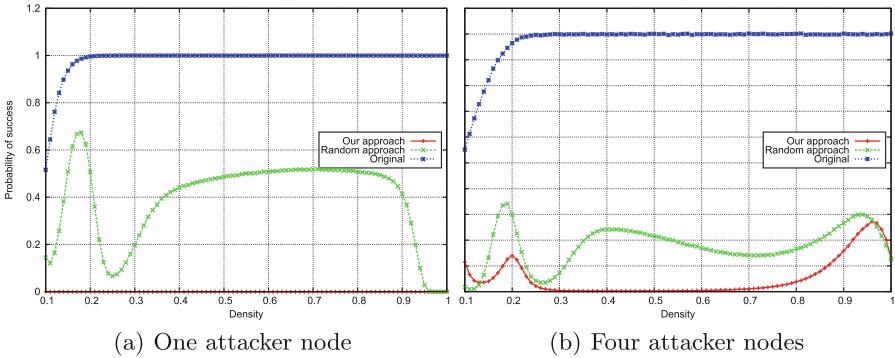 1.2
1
0.8
0.6
0.4
0.2
0
Probability of success
Our approach
Random approach
Original
0.1 0.2 0.3 0.4 0.5 0.6 0.7 0.8 0.9 1
Density
(a) One attacker node
Our approach
Random approach
Original
0.1 0.2 0.3 0.4 0.5 0.6 0.7 0.8 0.9 1
Density
(b) Four attacker nodes